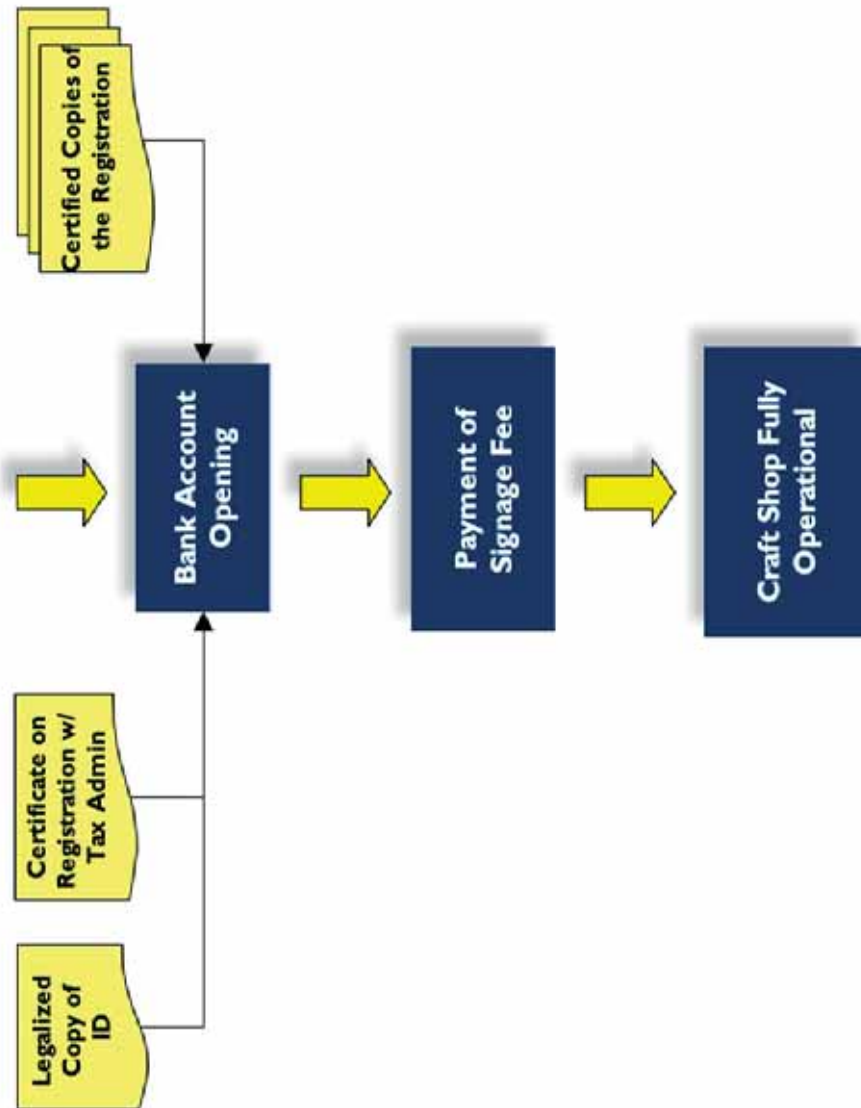 Certified Copies of
the Registration
Bank Account
Opening
Certificate on
Registration w/
Tax Admin
Legalized
Copy of
ID
Payment of
Signage Fee
Craft Shop Fully
Operational